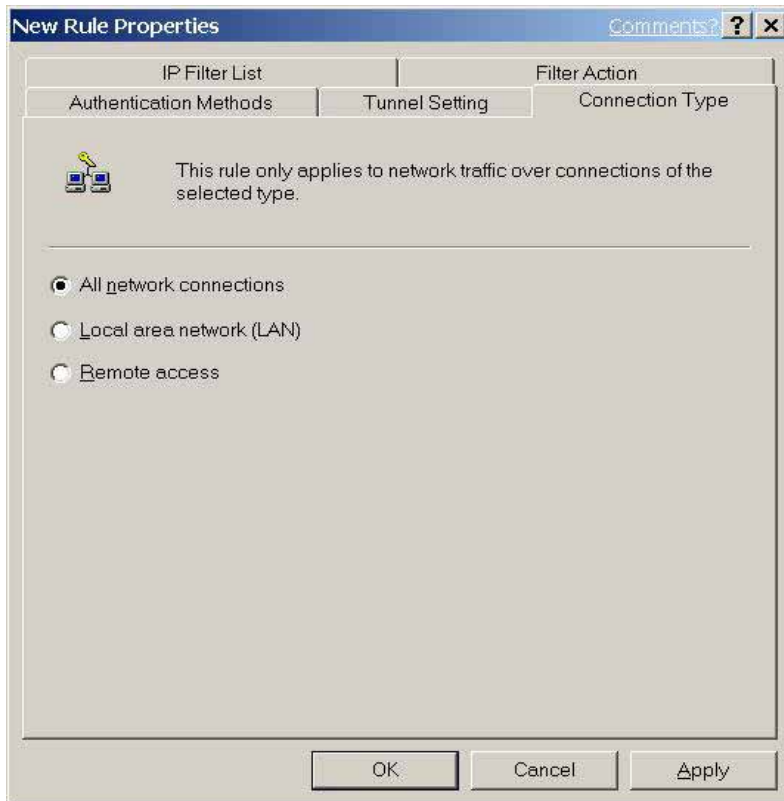 New Rule Properties Comments? ? ×
IP Filter List Filter Action
Authentication Methods Tunnel Setting Connection Type
This rule only applies to network traffic over connections of the
selected type.
All network connections
Local area network (LAN)
Remote access
OK Cancel Apply